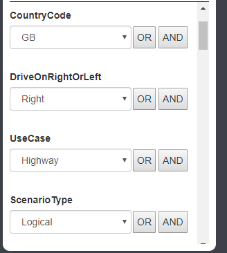 CountryCode
GB OR AND
DriveOnRightOrLeft
Right OR AND
UseCase
Highway OR AND
ScenarioType
Logical OR AND